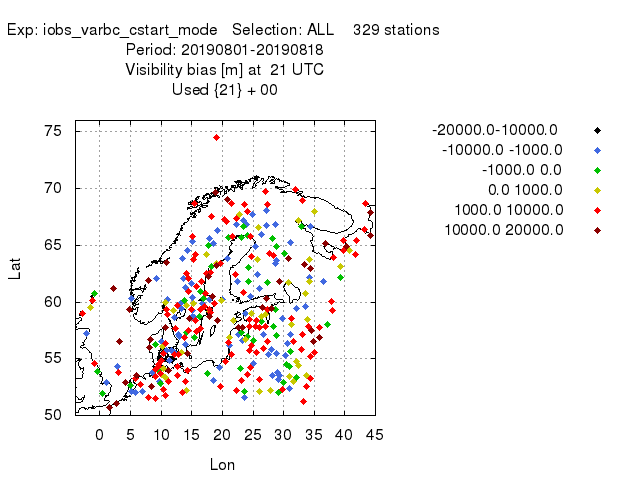 Exp: iobs_varbc_cstart_mode Selection: ALL 329 stations
Period: 20190801-20190818
Visibility bias [m] at 21 UTC
Used {21} + 00
-20000.0-10000.0
-10000.0 -1000.0
-1000.0 0.0
0.0 1000.0
1000.0 10000.0
10000.0 20000.0
75
70
65
60
55
50
Lat
0 5 10 15 20 25 30 35 40 45
Lon